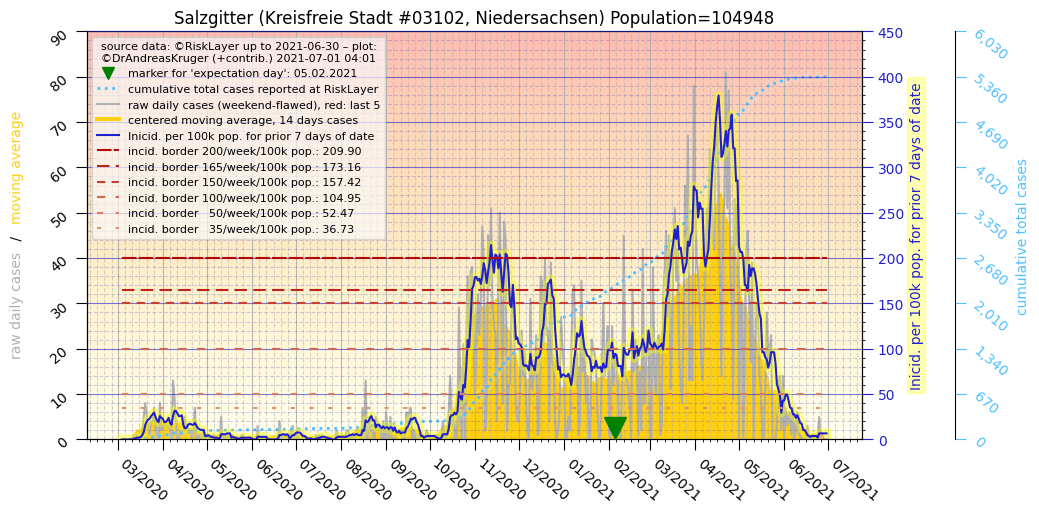 Salzgitter (Kreisfreie Stadt #03102, Niedersachsen) Population=104948
source data: ©RiskLayer up to 2021-06-30 – plot:
©DrAndreasKruger (+contrib.) 2021-07-01 04:01
marker for 'expectation day': 05.02.2021
cumulative total cases reported at RiskLayer
raw daily cases (weekend-flawed), red: last 5
centered moving average, 14 days cases
Inicid. per 100k pop. for prior 7 days of date
incid. border 200/week/100k pop.: 209.90
incid. border 165/week/100k pop.: 173.16
incid. border 150/week/100k pop.: 157.42
incid. border 100/week/100k pop.: 104.95
incid. border   50/week/100k pop.: 52.47
incid. border   35/week/100k pop.: 36.73
raw daily cases  /  moving average
90
80
70
60
50
40
30
20
10
0
03/2020
04/2020
05/2020
06/2020
07/2020
08/2020
09/2020
10/2020
11/2020
12/2020
01/2021
02/2021
03/2021
04/2021
05/2021
06/2021
07/2021
450
400
350
300
250
200
150
100
50
0
Inicid. per 100k pop. for prior 7 days of date
6,030
5,360
4,690
4,020
3,350
2,680
2,010
1,340
670
0
cumulative total cases